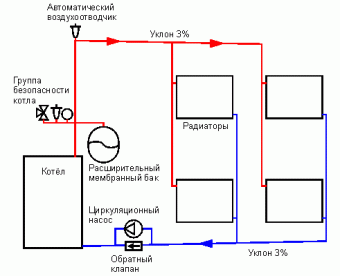 Автоматический
воздухоотводчик
Уклон 3%
Группа
безопасности
котла
Радиаторы
Котёл
Расширительный
мембранный бак
Циркуляционный
насос
Обратный
клапан
Уклон 3%